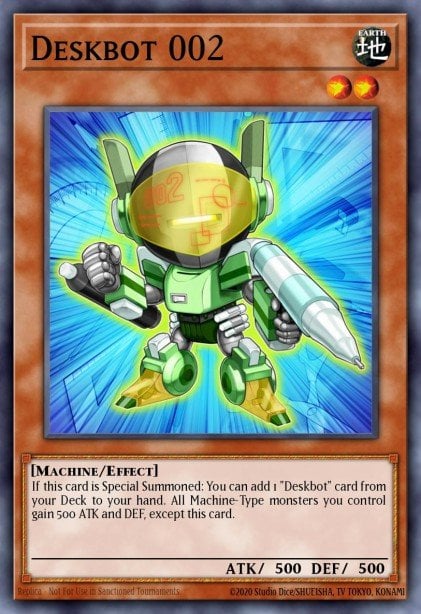 DESKBOT 002
EARTH
地
002
[MACHINE/EFFECT]
If this card is Special Summoned: You can add 1 "Deskbot" card from
your Deck to your hand. All Machine-Type monsters you control
gain 500 ATK and DEF, except this card.
ATK/ 500 DEF/ 500
Replica - Not For Use in Sanctioned Tournaments
©2020 Studio Dice/SHUEISHA, TV TOKYO, KONAMI